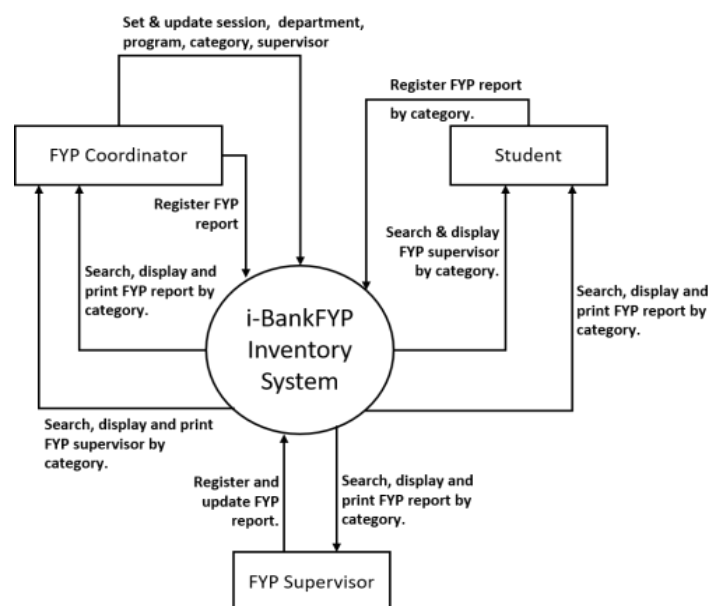 Set & update session, department,
program, category, supervisor
Register FYP report
by category.
FYP Coordinator
Student
Register FYP
report
Search & display
FYP supervisor
by category.
Search, display and
print FYP report by
category.
i-BankFYP
Inventory
System
Search, display and
print FYP report by
category.
Search, display and print
FYP supervisor by
category.
Register and
update FYP
report.
Search, display and
print FYP report by
category.
FYP Supervisor